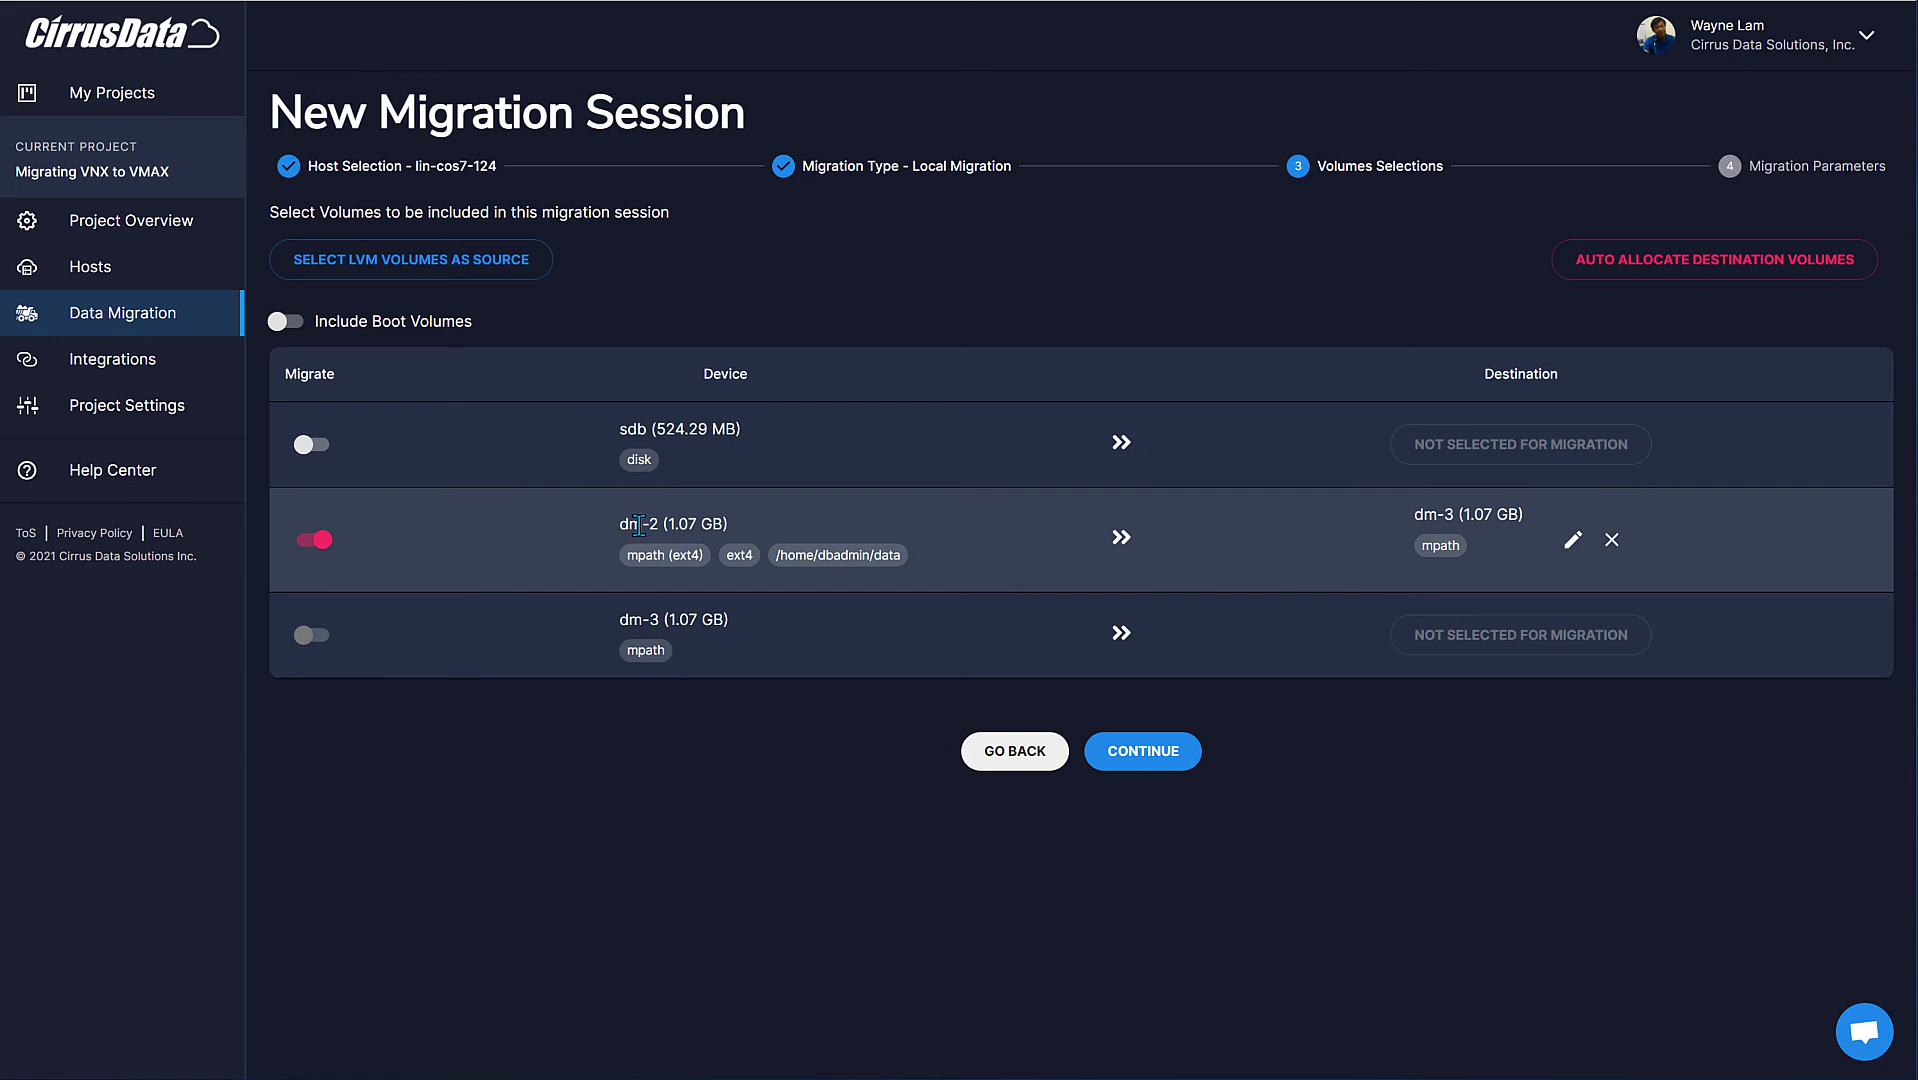 CirrusData
Wayne Lam
Cirrus Data Solutions, Inc.
My Projects
CURRENT PROJECT
Migrating VNX to VMAX
Project Overview
Hosts
Data Migration
Integrations
Project Settings
Help Center
ToS | Privacy Policy | EULA
© 2021 Cirrus Data Solutions Inc.
New Migration Session
Host Selection - lin-cos7-124
Migration Type - Local Migration
3 Volumes Selections
4 Migration Parameters
Select Volumes to be included in this migration session
SELECT LVM VOLUMES AS SOURCE
AUTO ALLOCATE DESTINATION VOLUMES
Include Boot Volumes
Migrate Device Destination
sdb (524.29 MB)
disk
NOT SELECTED FOR MIGRATION
dm-2 (1.07 GB)
mpath (ext4) ext4 /home/dbadmin/data
dm-3 (1.07 GB)
mpath
dm-3 (1.07 GB)
mpath
NOT SELECTED FOR MIGRATION
GO BACK
CONTINUE